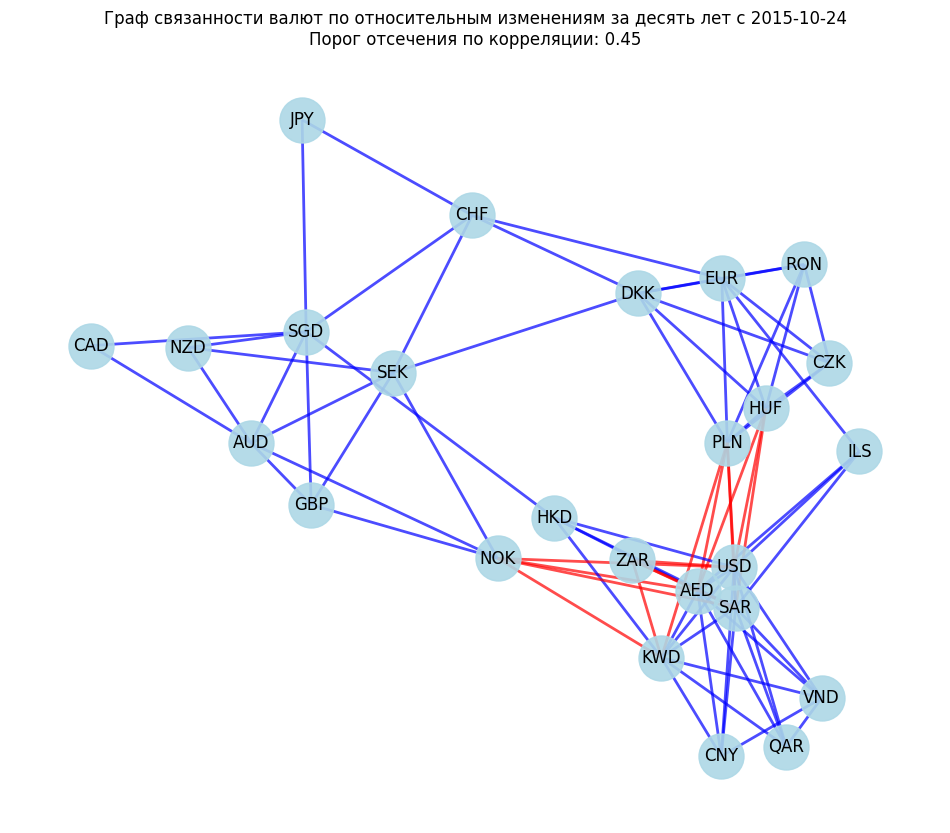 Граф связанности валют по относительным изменениям за десять лет с 2015-10-24
Порог отсечения по корреляции: 0.45
JPY
CHF
RON
EUR
DKK
SGD
CAD
NZD
CZK
SEK
HUF
AUD
PLN
ILS
GBP
HKD
NOK
ZAR
USD
AED
SAR
KWD
VND
QAR
CNY